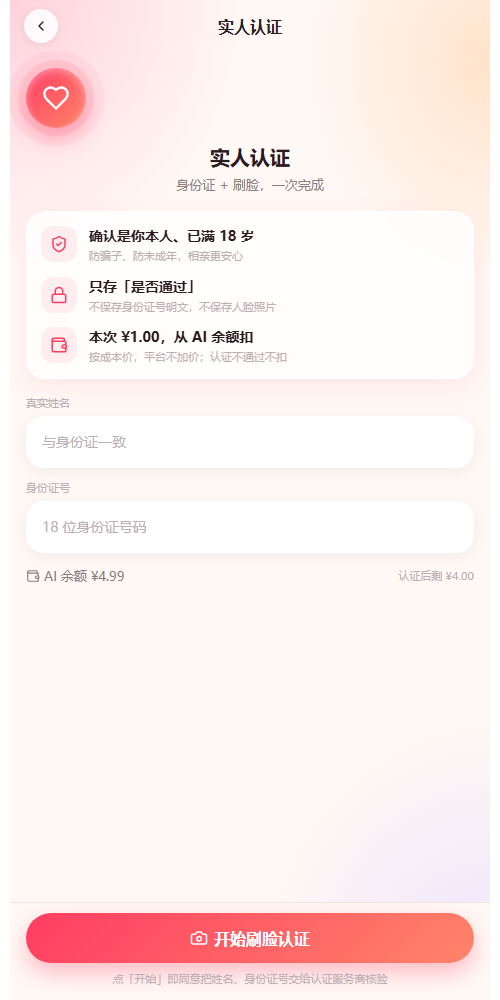 实人认证
实人认证
身份证 + 刷脸，一次完成
确认是你本人、已满 18 岁
防骗子、防未成年，相亲更安心
只存「是否通过」
不保存身份证号明文，不保存人脸照片
本次 ¥1.00，从 AI 余额扣
按成本价，平台不加价；认证不通过不扣
真实姓名
与身份证一致
身份证号
18 位身份证号码
AI 余额 ¥4.99
认证后剩 ¥4.00
开始刷脸认证
点「开始」即同意把姓名、身份证号交给认证服务商核验